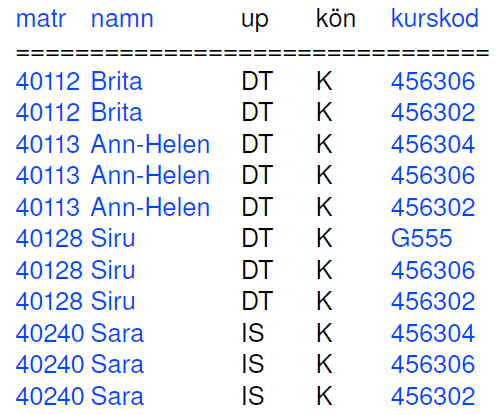 matr namn up kön kurskod
================================
40112 Brita DT K 456306
40112 Brita DT K 456302
40113 Ann-Helen DT K 456304
40113 Ann-Helen DT K 456306
40113 Ann-Helen DT K 456302
40128 Siru DT K G555
40128 Siru DT K 456306
40128 Siru DT K 456302
40240 Sara IS K 456304
40240 Sara IS K 456306
40240 Sara IS K 456302